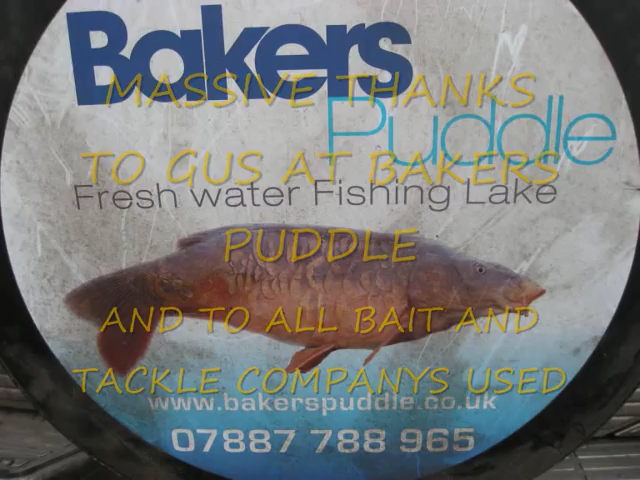 Bakers
MASSIVE THANKS
Puddle
TO GUS AT BAKERS
Fresh water Fishing Lake
PUDDLE
AND TO ALL BAIT AND
TACKLE COMPANYS USED
www.bakerspuddle.co.uk
07887 788 965